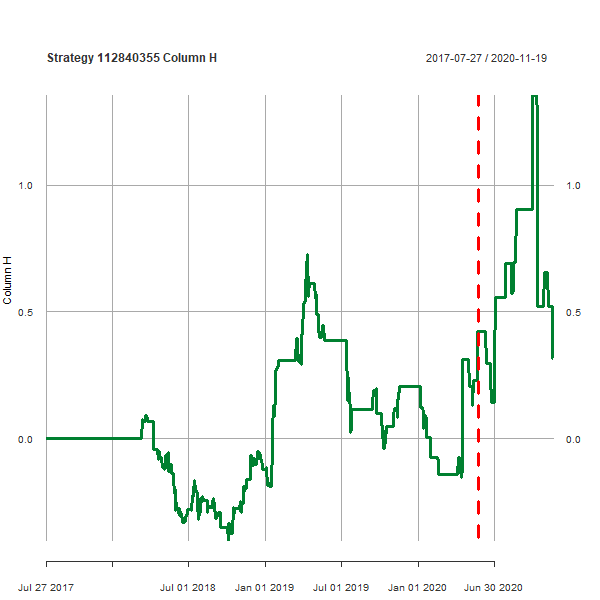 Strategy 112840355 Column H
2017-07-27 / 2020-11-19
Column H
1.0
1.0
0.5
0.5
0.0
0.0
Jul 27 2017
Jul 01 2018
Jan 01 2019
Jul 01 2019
Jan 01 2020
Jun 30 2020